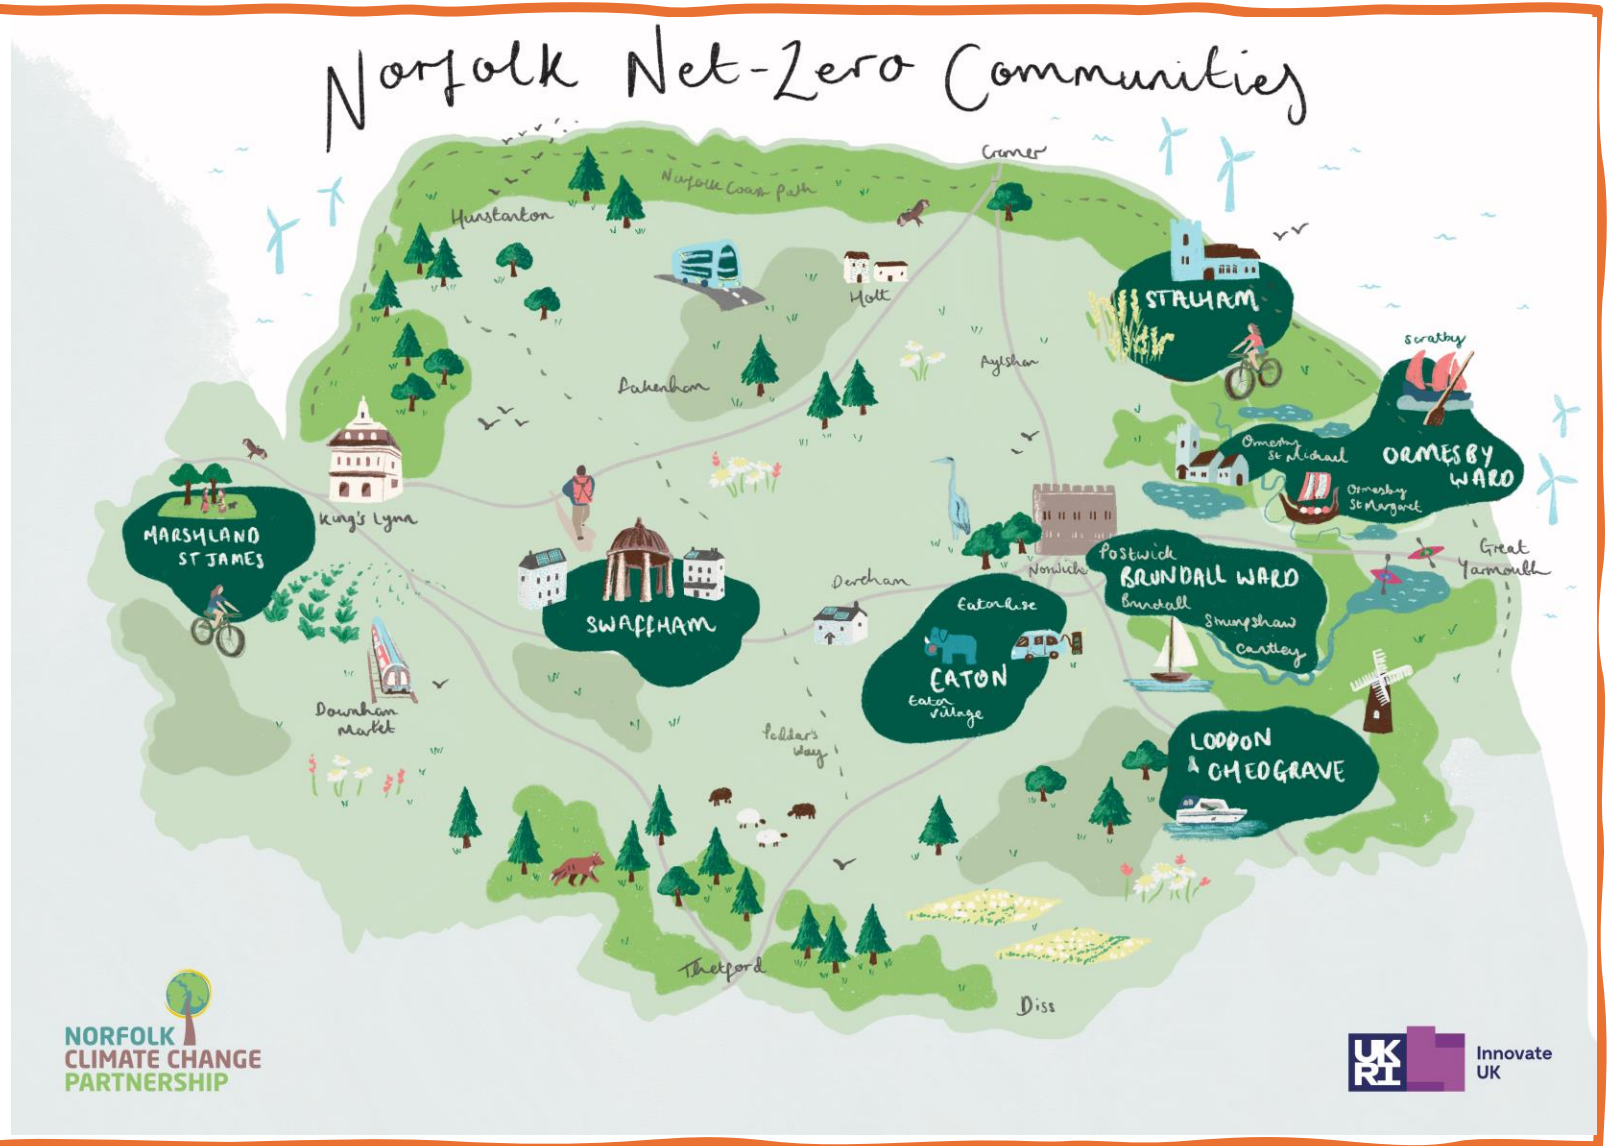 Norfolk Net-Zero Communities
Cromer
Norfolk Coast Path
Hunstanton
Holt
STALHAM
Scratby
Aylsham
Fakenham
Ormesby
St Michael
ORMESBY
WARD
Ormesby
St Margaret
King's Lynn
MARSHLAND
ST JAMES
Great
Yarmouth
Postwick
BRUNDALL WARD
Brundall
Strumpshaw
Cantley
Norwich
Dereham
SWAFFHAM
Eaton Rise
EATON
Eaton
Village
Downham
Market
Peddar's
Way
LODDON
& CHEDGRAVE
Thetford
Diss
NORFOLK
CLIMATE CHANGE
PARTNERSHIP
UK
RI
Innovate
UK